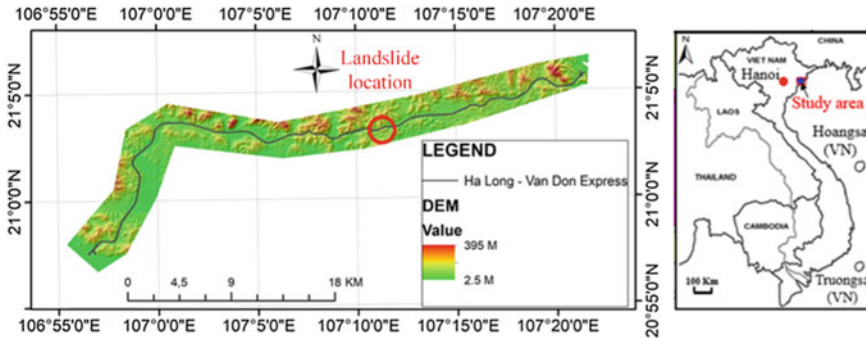 106°55'0"E 107°0'0"E 107°5'0"E 107°10'0"E 107°15'0"E 107°20'0"E
21°5'0"N
21°0'0"N
N
Landslide
location
LEGEND
Ha Long - Van Don Express
DEM
Value
395 M
2.5 M
0 4,5 9 18 KM
21°5'0"N
21°0'0"N
20°55'0"N
106°55'0"E 107°0'0"E 107°5'0"E 107°10'0"E 107°15'0"E 107°20'0"E
N
CHINA
VIET NAM
Hanoi
Study area
LAOS
Hoangsa
(VN)
THAILAND
CAMBODIA
100 Km
Truongsa
(VN)